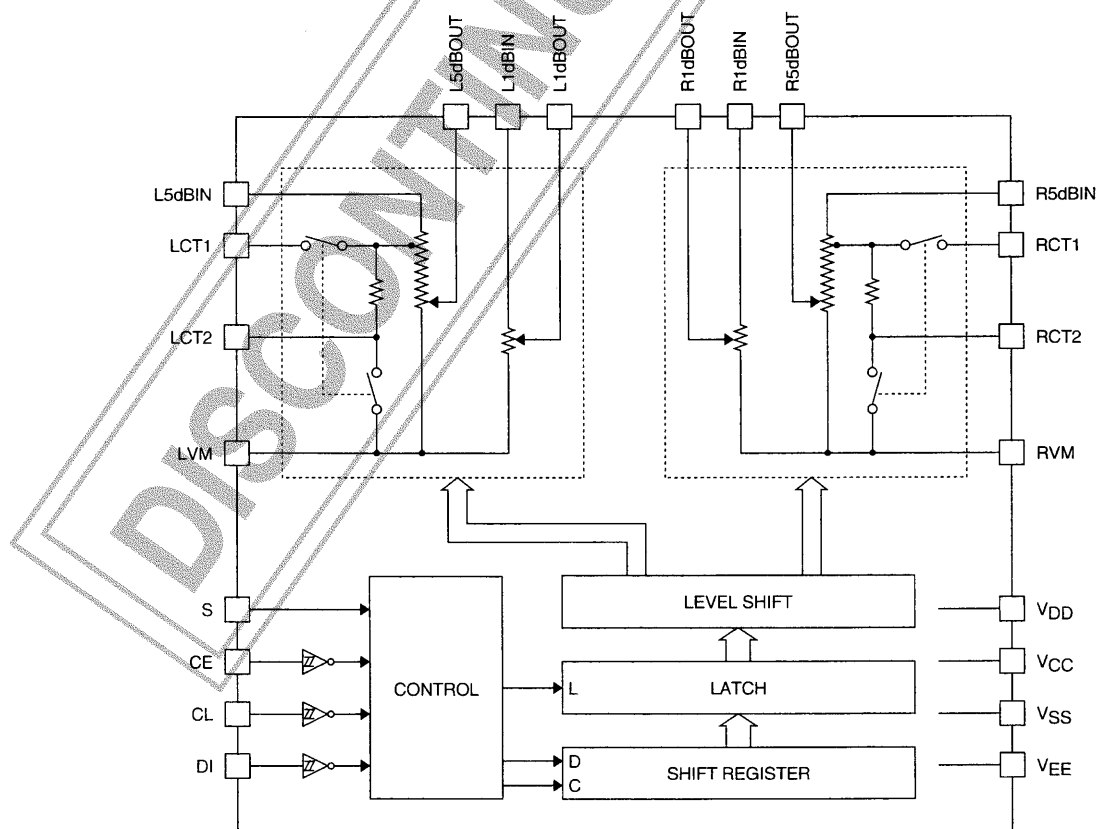 L5dBOUT
L1dBIN
L1dBOUT
R1dBOUT
R1dBIN
R5dBOUT
L5dBIN
R5dBIN
LCT1
RCT1
LCT2
RCT2
LVM
RVM
S
LEVEL SHIFT
VDD
CE
CONTROL
L
LATCH
VCC
CL
VSS
DI
D
C
SHIFT REGISTER
VEE
DISCONTIN